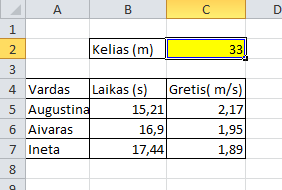 A B C D
1
2 Kelias (m) 33
3
4 Vardas Laikas (s) Gretis( m/s)
5 Augustina 15,21 2,17
6 Aivaras 16,9 1,95
7 Ineta 17,44 1,89
8